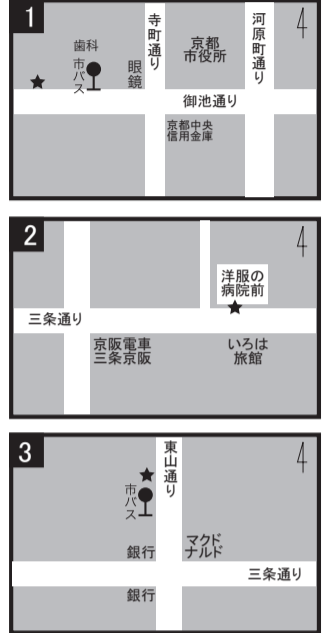 1
4
寺町通り
河原町通り
歯科
市バス
眼鏡
京都
市役所
御池通り
京都中央
信用金庫
2
4
洋服の
病院前
三条通り
京阪電車
三条京阪
いろは
旅館
3
4
東山通り
市バス
銀行
マクド
ナルド
三条通り
銀行